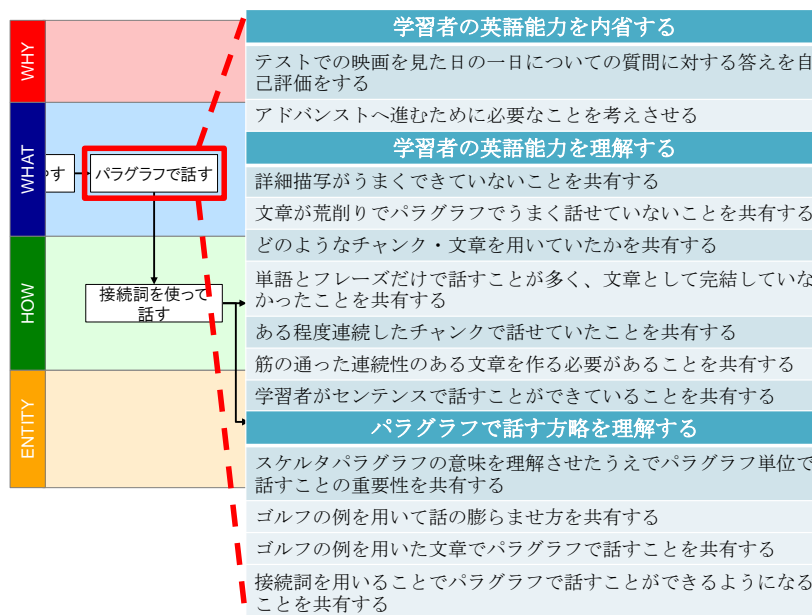 WHY
WHAT
HOW
ENTITY
す
パラグラフで話す
接続詞を使って
話す
学習者の英語能力を内省する
テストでの映画を見た日の一日についての質問に対する答えを自
己評価をする
アドバンストへ進むために必要なことを考えさせる
学習者の英語能力を理解する
詳細描写がうまくできていないことを共有する
文章が荒削りでパラグラフでうまく話せていないことを共有する
どのようなチャンク・文章を用いていたかを共有する
単語とフレーズだけで話すことが多く、文章として完結していな
かったことを共有する
ある程度連続したチャンクで話せていたことを共有する
筋の通った連続性のある文章を作る必要があることを共有する
学習者がセンテンスで話すことができていることを共有する
パラグラフで話す方略を理解する
スケルタパラグラフの意味を理解させたうえでパラグラフ単位で
話すことの重要性を共有する
ゴルフの例を用いて話の膨らませ方を共有する
ゴルフの例を用いた文章でパラグラフで話すことを共有する
接続詞を用いることでパラグラフで話すことができるようになる
ことを共有する